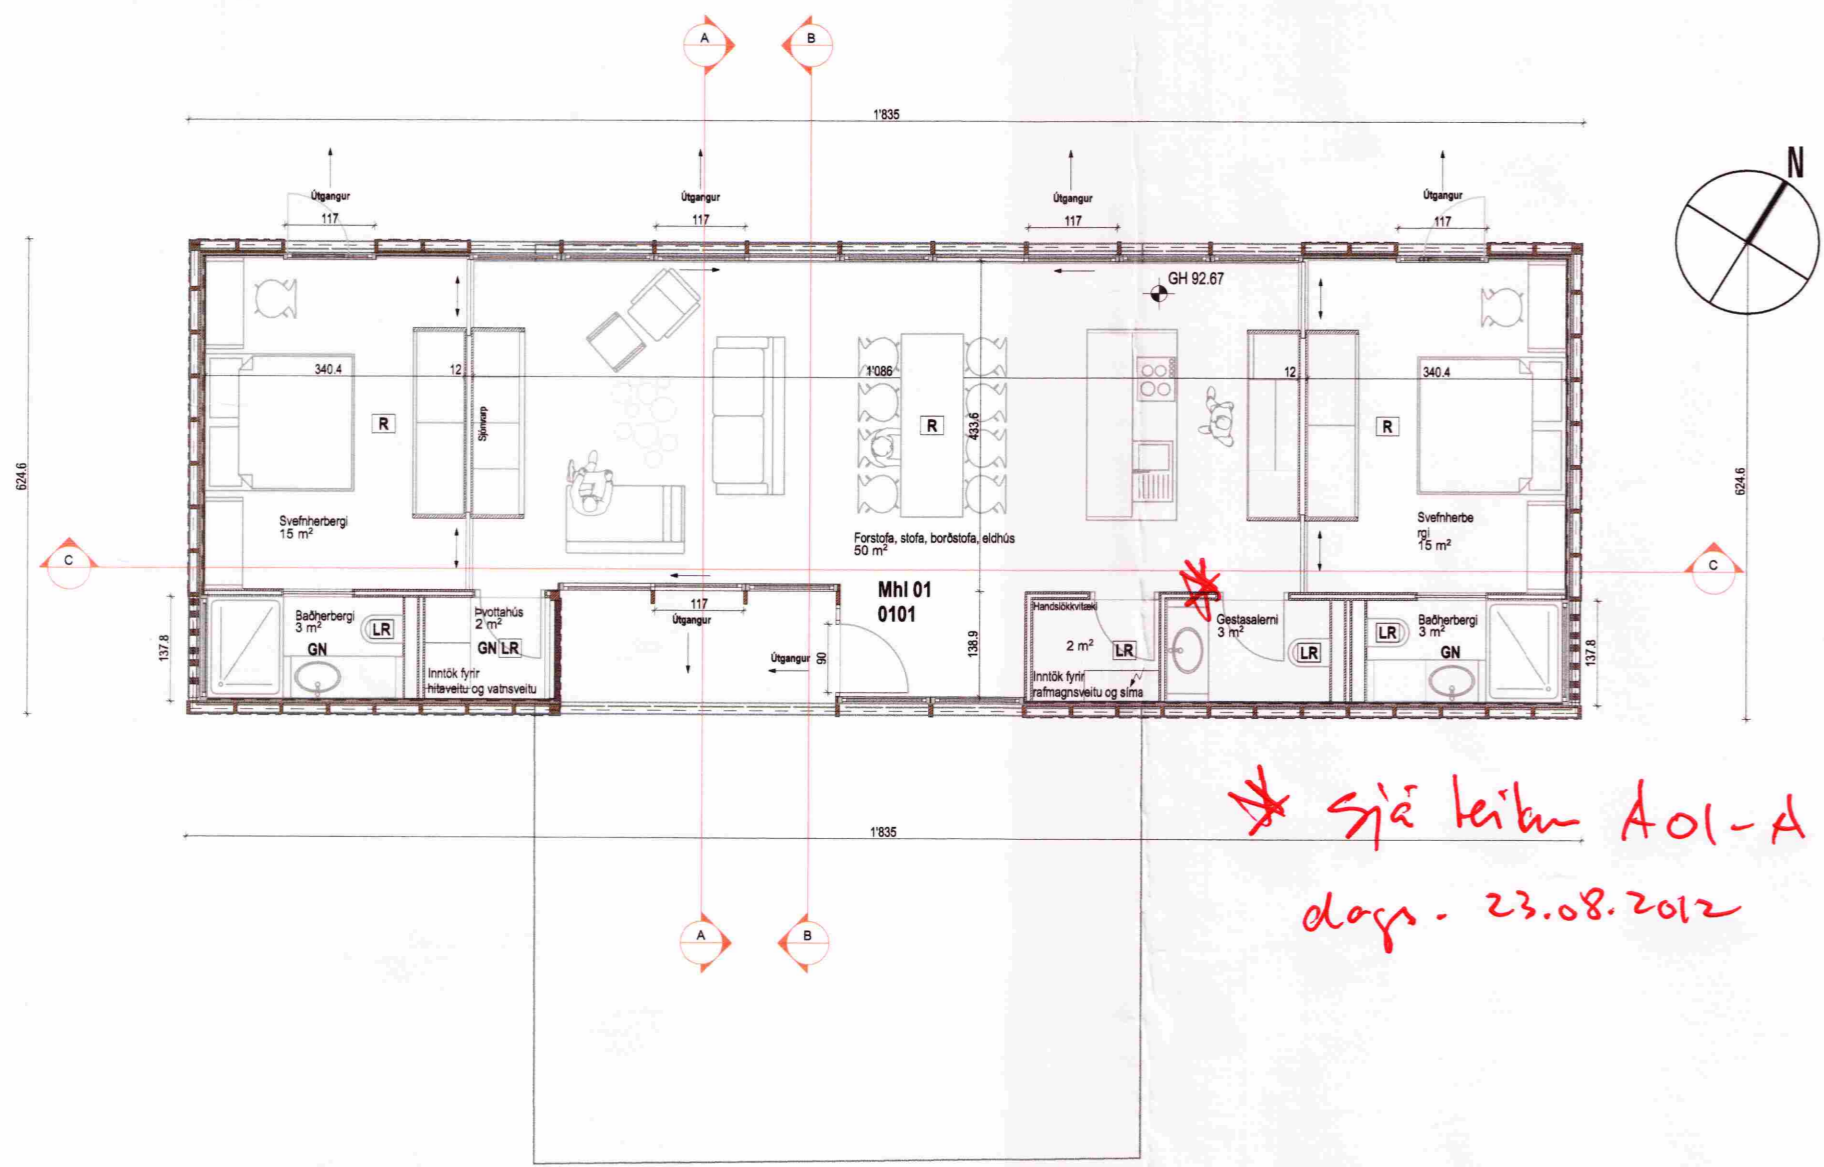 A B
1'835
N
Útgangur Útgangur Útgangur Útgangur
117 117 117 117
GH 92.67
340.4 12 1'086 12 340.4
Sjónvarp
R R R
433.6
624.6 624.6
Svefnherbergi
15 m²
Forstofa, stofa, borðstofa, eldhús
50 m²
Svefnherbe
rgi
15 m²
C C
Mhl 01
0101
137.8
Baðherbergi
3 m²
LR
GN
Þvottahús
2 m²
GN LR
Inntök fyrir
hitaveitu og vatnsveitu
117
Útgangur
Útgangur
90
138.9
Handslökkvitæki
2 m²
LR
Inntök fyrir
rafmagnsveitu og síma
Gestasalerni
3 m²
LR
Baðherbergi
3 m²
LR
GN
137.8
1'835
sjá teikn A01-A
dags. 23.08.2012
A B